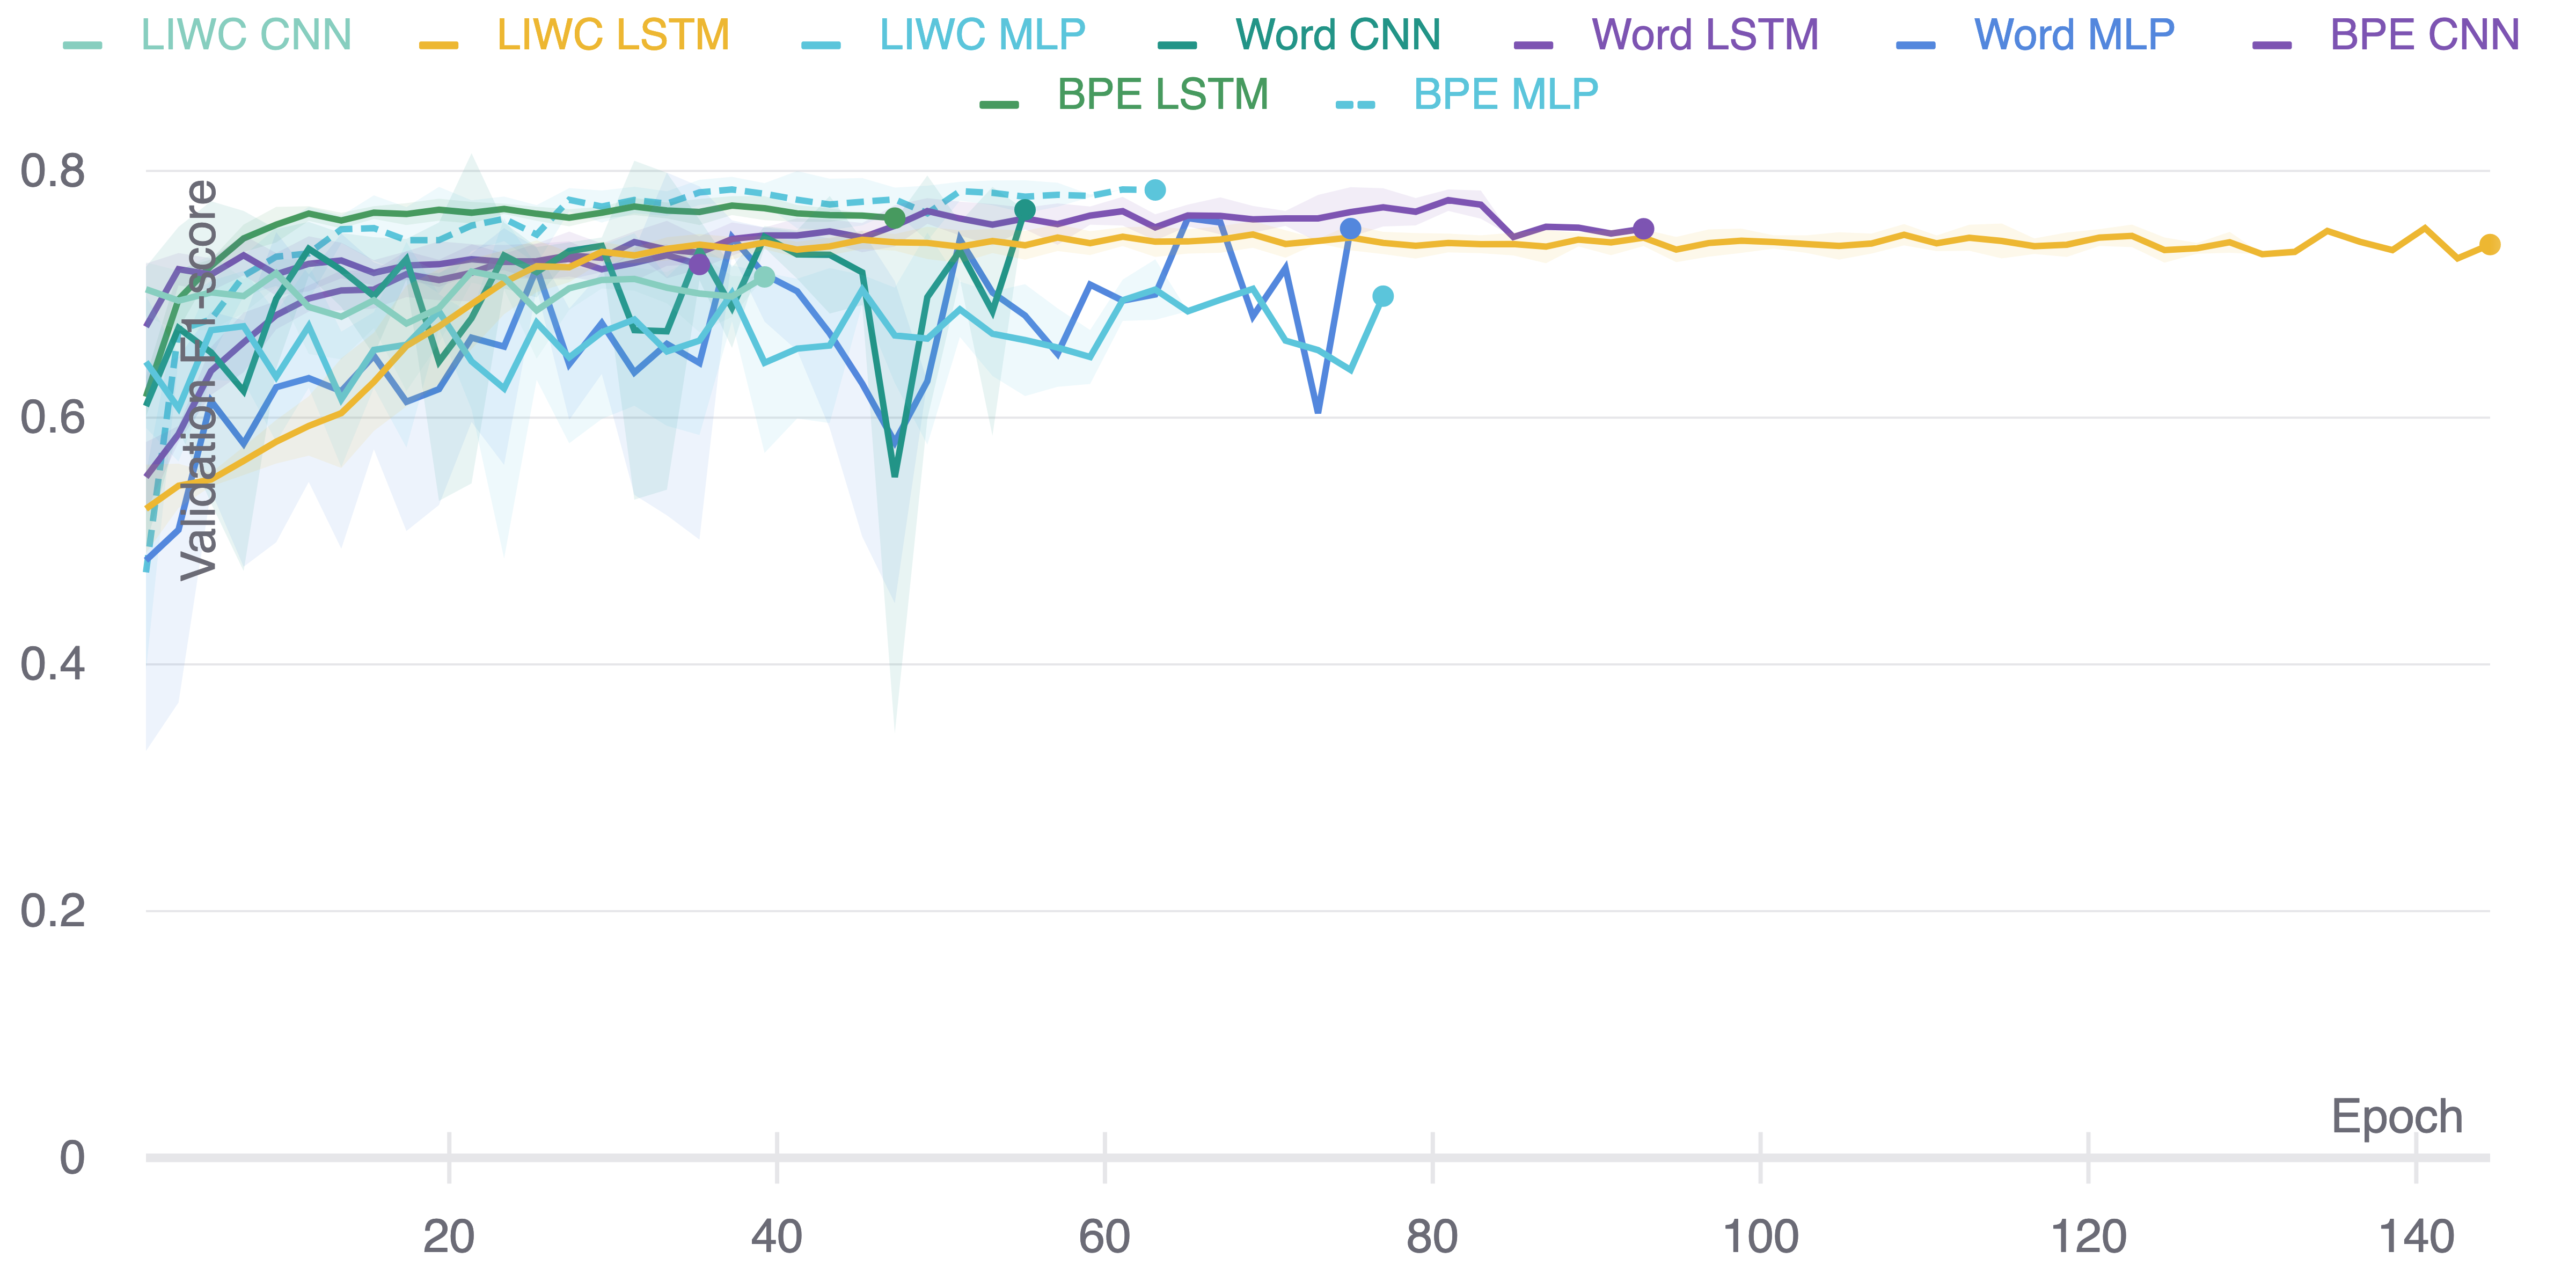 LIWC CNN LIWC LSTM LIWC MLP Word CNN Word LSTM Word MLP BPE CNN
BPE LSTM BPE MLP
Validation F1-score
0.8
0.6
0.4
0.2
0
Epoch
20 40 60 80 100 120 140